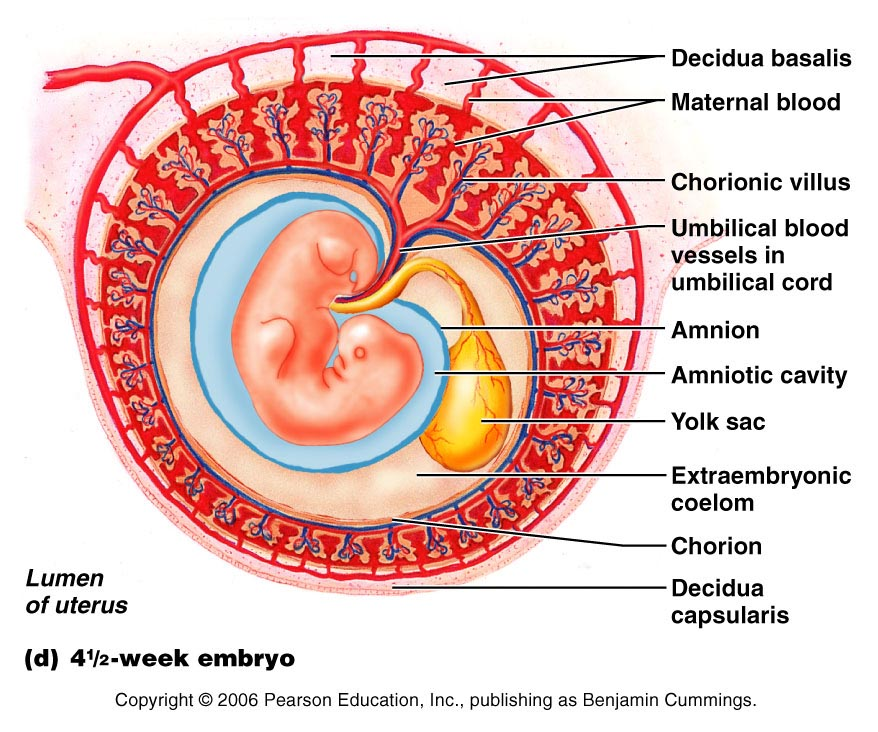 Decidua basalis
Maternal blood
Chorionic villus
Umbilical blood
vessels in
umbilical cord
Amnion
Amniotic cavity
Yolk sac
Extraembryonic
coelom
Chorion
Decidua
capsularis
Lumen
of uterus
(d) 4½-week embryo
Copyright © 2006 Pearson Education, Inc., publishing as Benjamin Cummings.